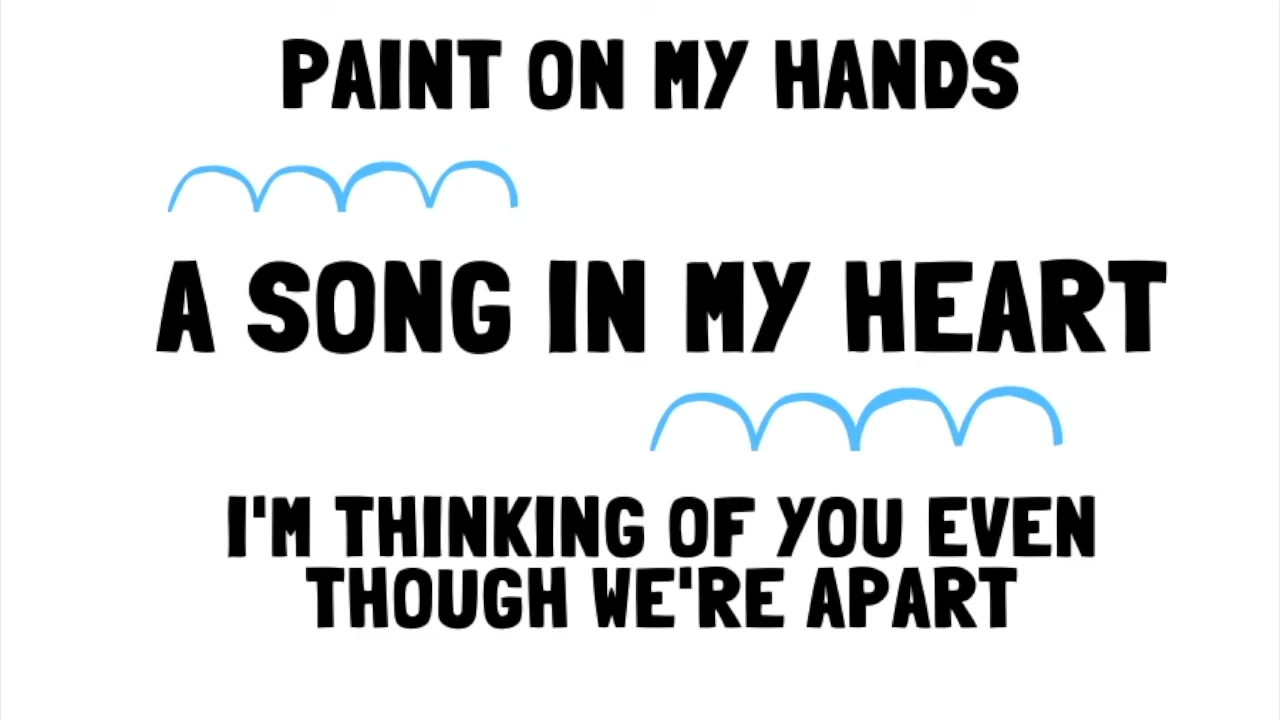 PAINT ON MY HANDS
A SONG IN MY HEART
I'M THINKING OF YOU EVEN
THOUGH WE'RE APART